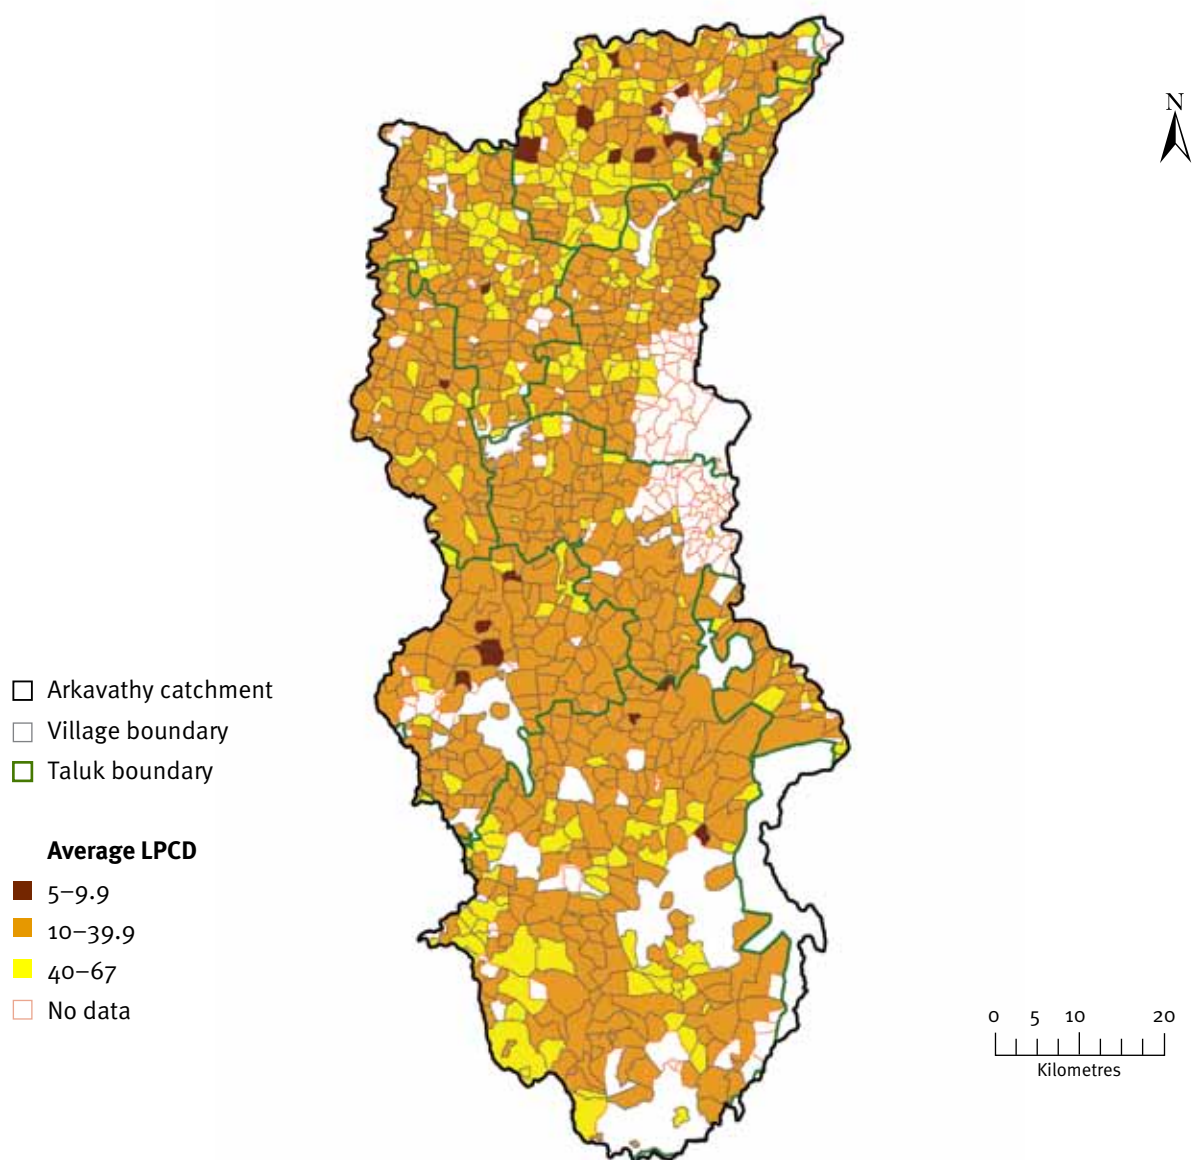 N
Arkavathy catchment
Village boundary
Taluk boundary
Average LPCD
5–9.9
10–39.9
40–67
No data
0 5 10 20
Kilometres